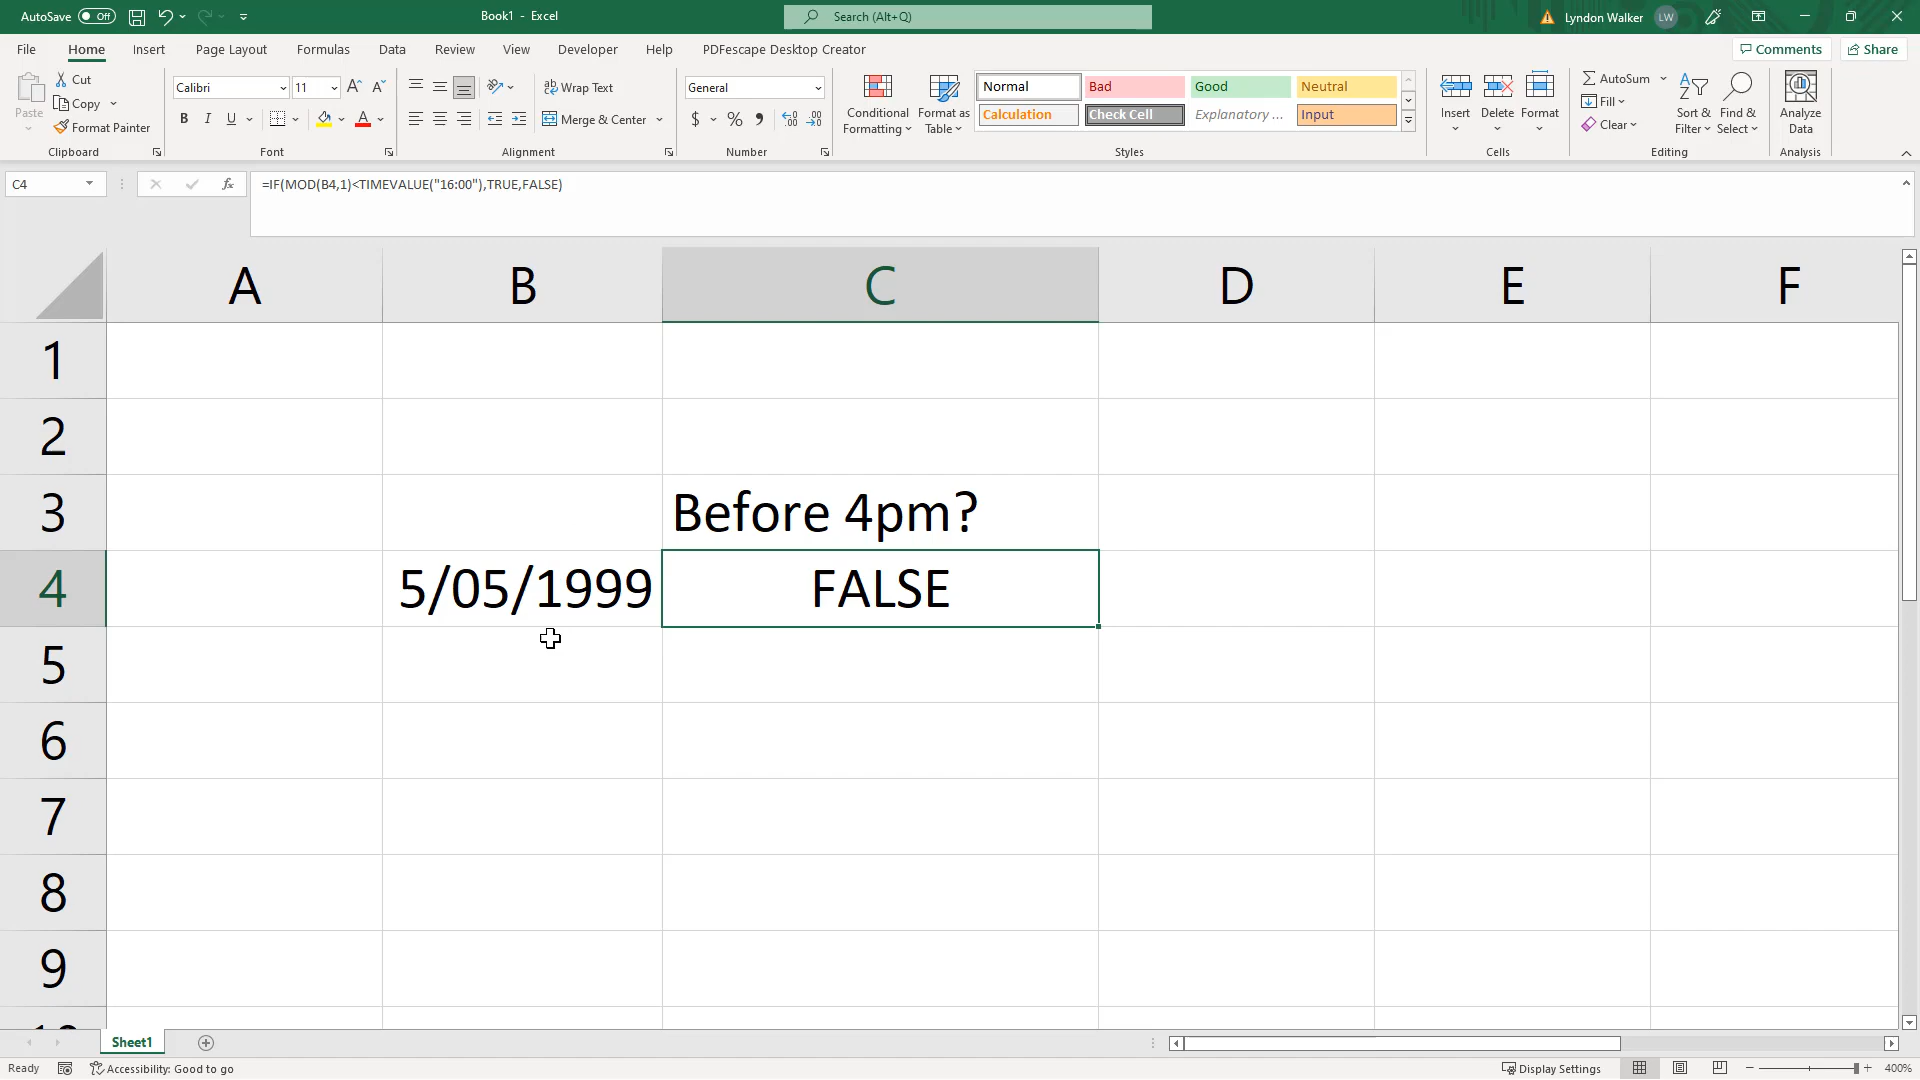 AutoSave Off Book1 - Excel Search (Alt+Q) Lyndon Walker LW
File Home Insert Page Layout Formulas Data Review View Developer Help PDFescape Desktop Creator Comments Share
Paste
Cut
Copy
Format Painter
Clipboard
Calibri 11
B I U
Font
Wrap Text
Merge & Center
Alignment
General
$ % ,
Number
Conditional
Formatting
Format as
Table
Normal Bad Good Neutral
Calculation Check Cell Explanatory ... Input
Styles
Insert Delete Format
Cells
AutoSum
Fill
Clear
Sort &
Filter
Find &
Select
Editing
Analyze
Data
Analysis
C4 fx =IF(MOD(B4,1)<TIMEVALUE("16:00"),TRUE,FALSE)
A B C D E F
1
2
3 Before 4pm?
4 5/05/1999 FALSE
5
6
7
8
9
10
Sheet1
Ready Accessibility: Good to go Display Settings 400%